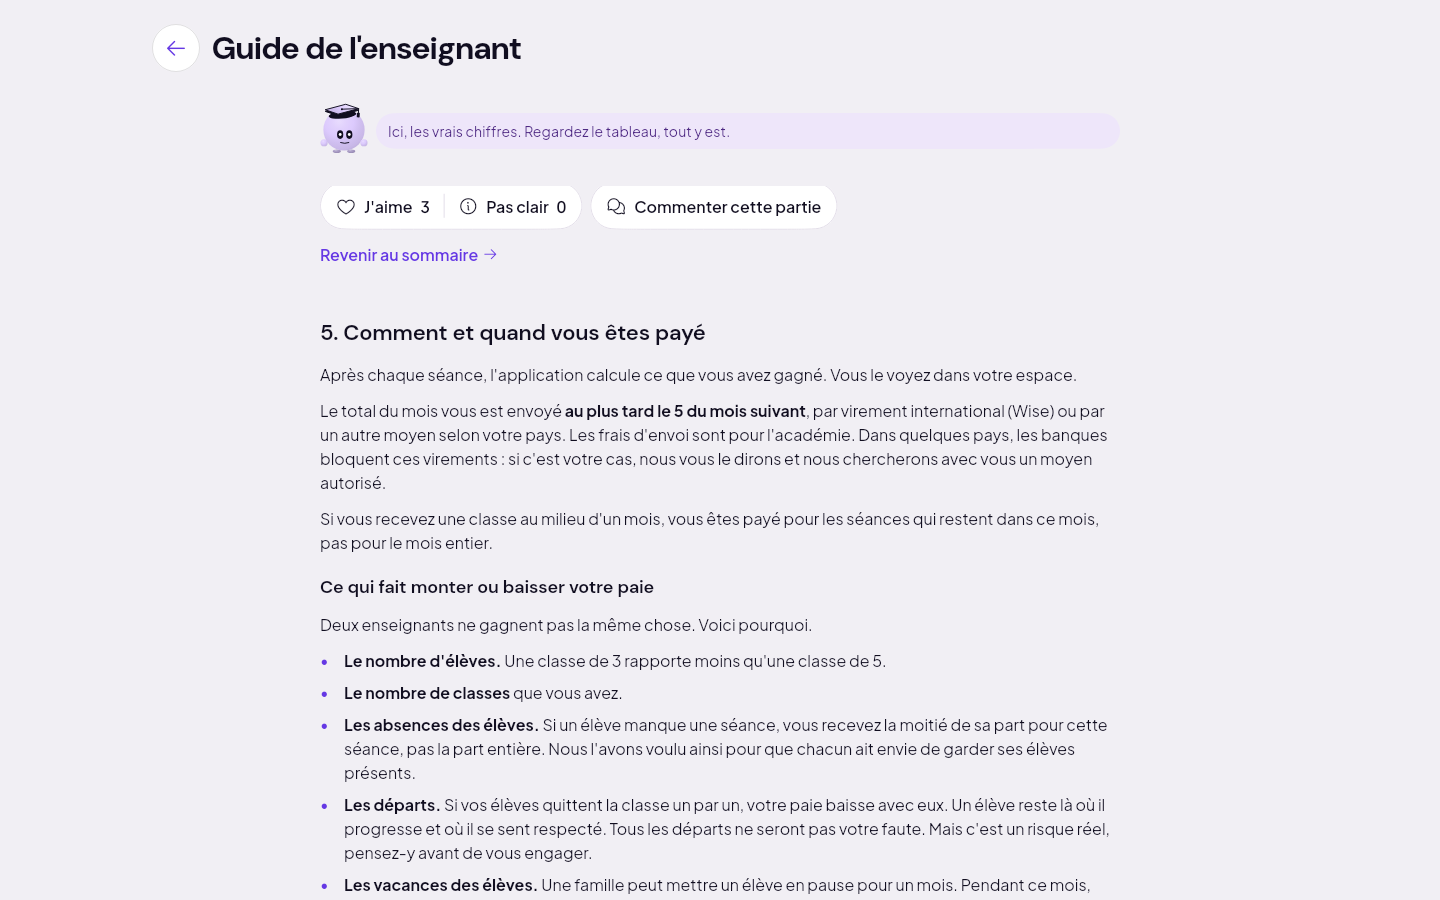 Guide de l'enseignant
Ici, les vrais chiffres. Regardez le tableau, tout y est.
J'aime 3
Pas clair 0
Commenter cette partie
Revenir au sommaire →
5. Comment et quand vous êtes payé
Après chaque séance, l'application calcule ce que vous avez gagné. Vous le voyez dans votre espace.
Le total du mois vous est envoyé au plus tard le 5 du mois suivant, par virement international (Wise) ou par
un autre moyen selon votre pays. Les frais d'envoi sont pour l'académie. Dans quelques pays, les banques
bloquent ces virements : si c'est votre cas, nous vous le dirons et nous chercherons avec vous un moyen
autorisé.
Si vous recevez une classe au milieu d'un mois, vous êtes payé pour les séances qui restent dans ce mois,
pas pour le mois entier.
Ce qui fait monter ou baisser votre paie
Deux enseignants ne gagnent pas la même chose. Voici pourquoi.
• Le nombre d'élèves. Une classe de 3 rapporte moins qu'une classe de 5.
• Le nombre de classes que vous avez.
• Les absences des élèves. Si un élève manque une séance, vous recevez la moitié de sa part pour cette
séance, pas la part entière. Nous l'avons voulu ainsi pour que chacun ait envie de garder ses élèves
présents.
• Les départs. Si vos élèves quittent la classe un par un, votre paie baisse avec eux. Un élève reste là où il
progresse et où il se sent respecté. Tous les départs ne seront pas votre faute. Mais c'est un risque réel,
pensez-y avant de vous engager.
• Les vacances des élèves. Une famille peut mettre un élève en pause pour un mois. Pendant ce mois,